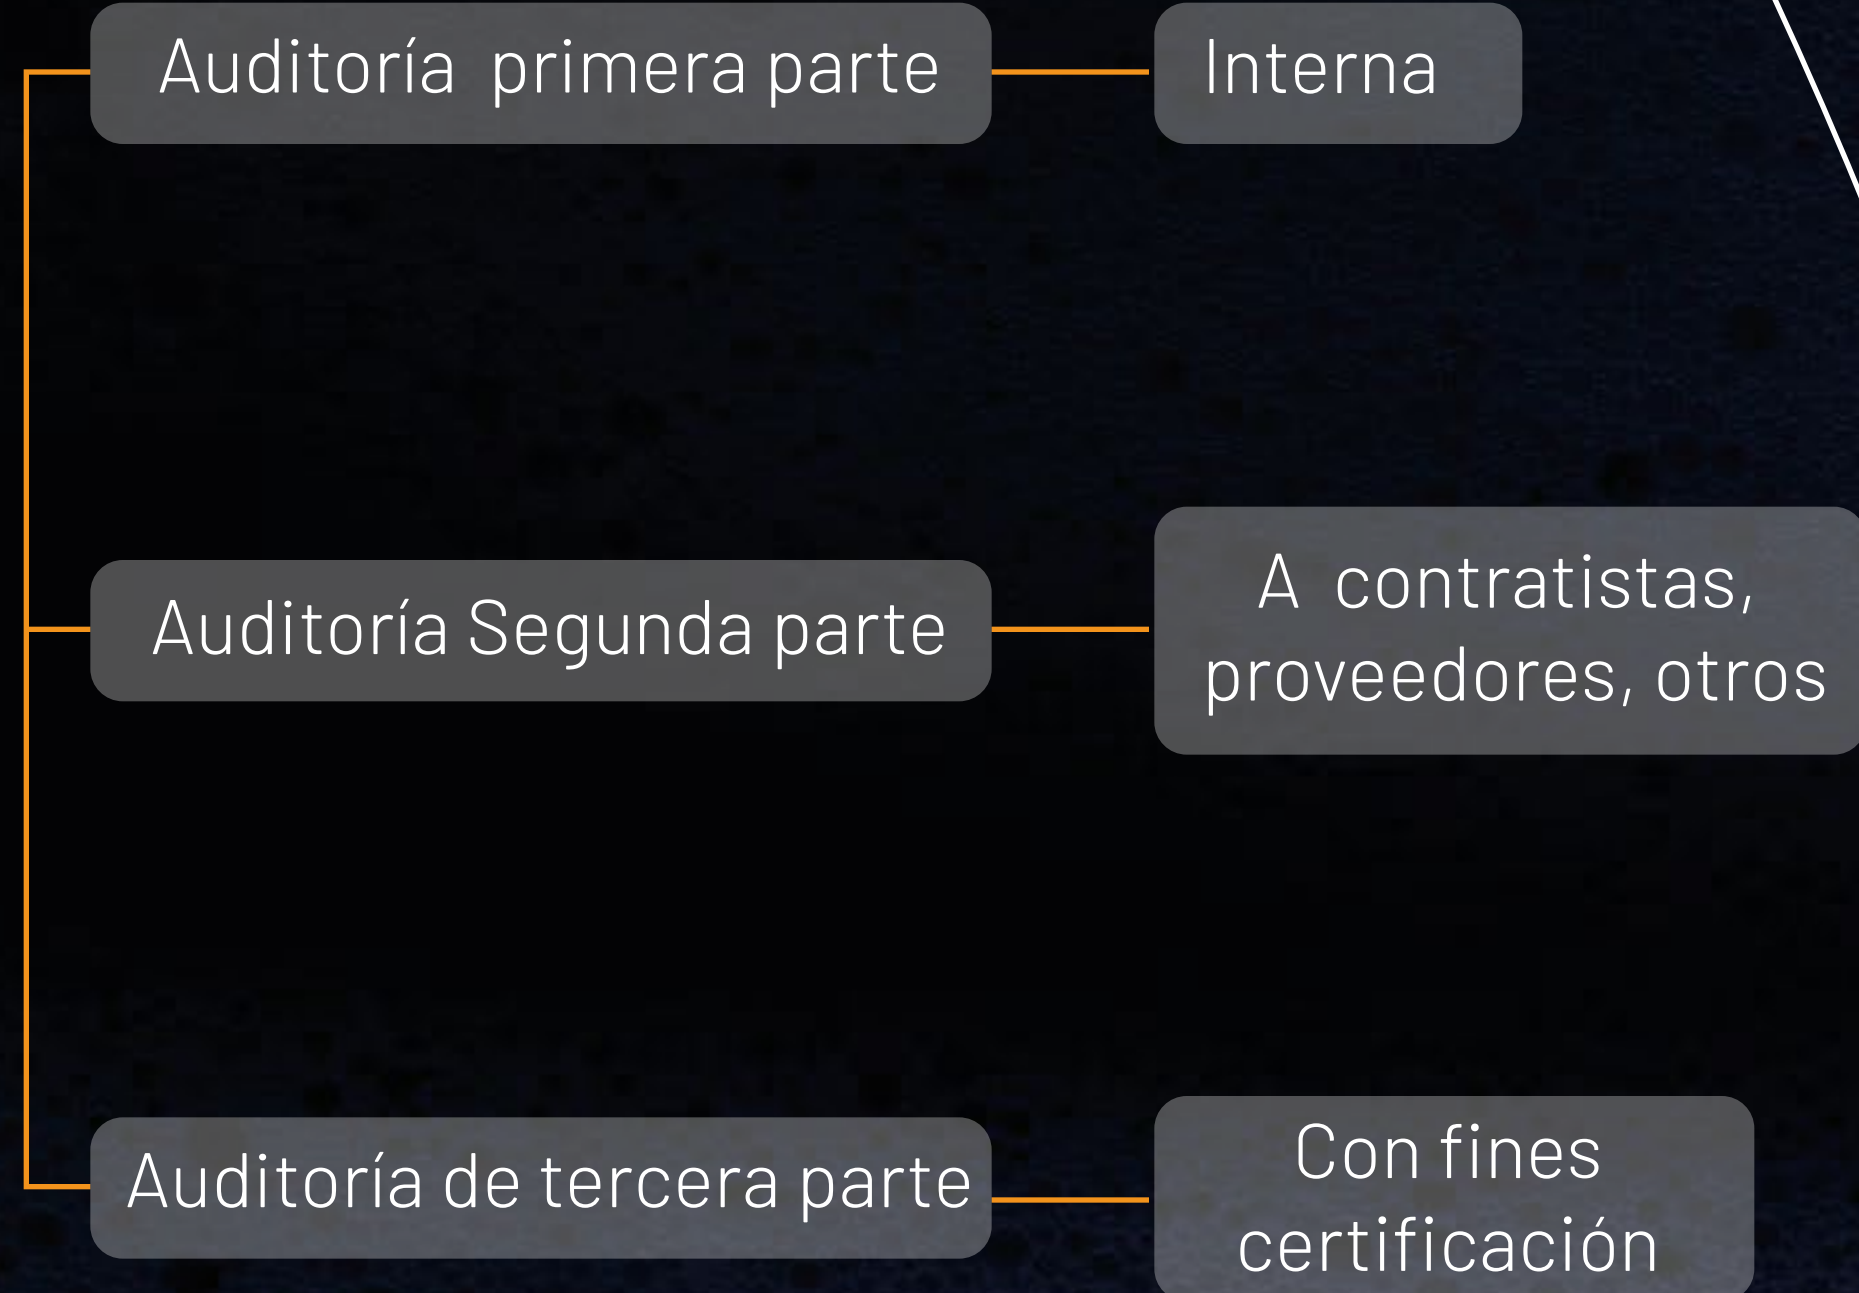 Auditoría primera parte
Interna
Auditoría Segunda parte
A contratistas,
proveedores, otros
Auditoría de tercera parte
Con fines
certificación